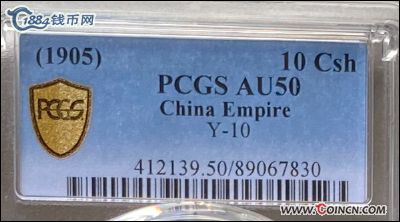 1884钱币网
(1905) 10 Csh
PCGS AU50
China Empire
Y-10
PCGS
412139.50/89067830
www.COINCN.COM